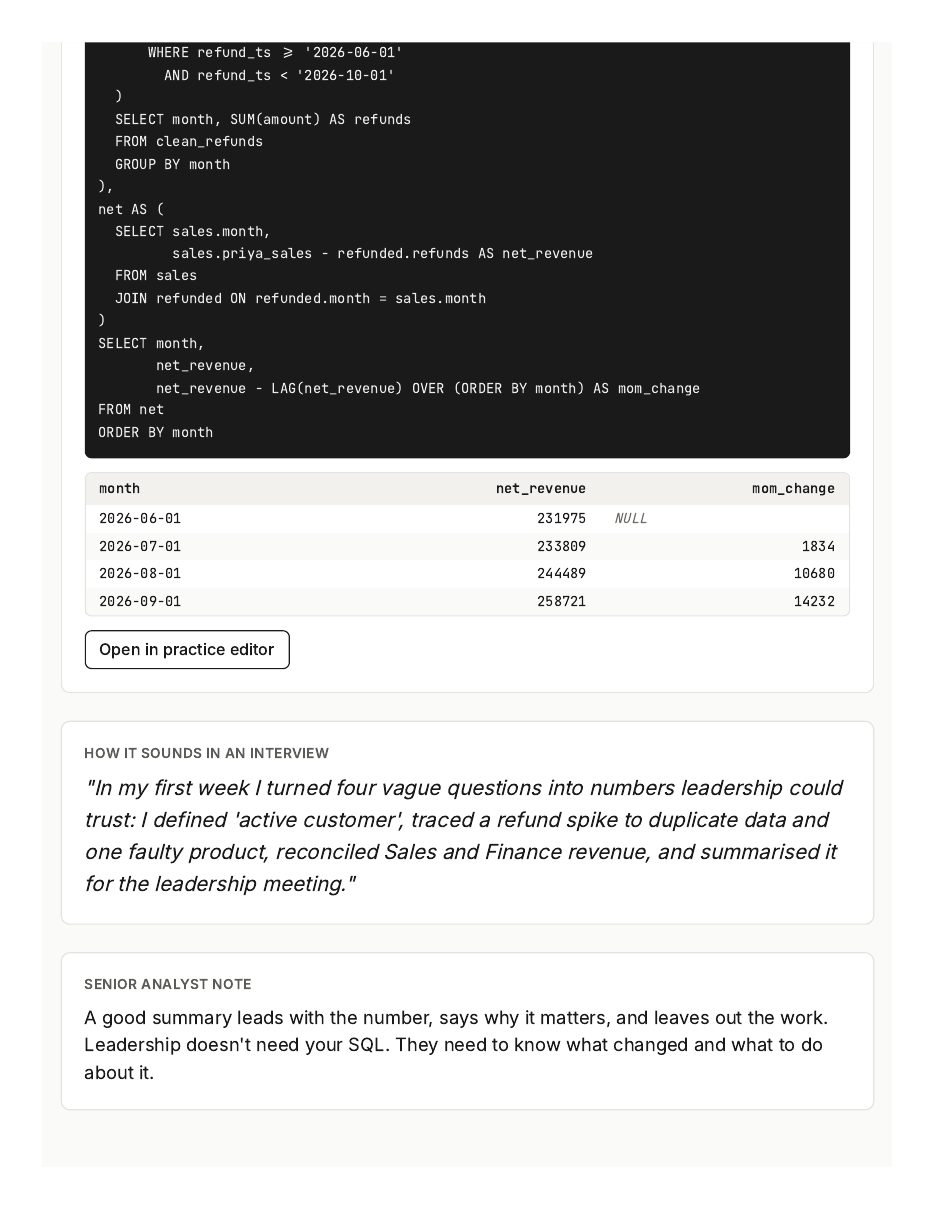 WHERE refund_ts >= '2026-06-01'
AND refund_ts < '2026-10-01'
)
SELECT month, SUM(amount) AS refunds
FROM clean_refunds
GROUP BY month
),
net AS (
SELECT sales.month,
sales.priya_sales - refunded.refunds AS net_revenue
FROM sales
JOIN refunded ON refunded.month = sales.month
)
SELECT month,
net_revenue,
net_revenue - LAG(net_revenue) OVER (ORDER BY month) AS mom_change
FROM net
ORDER BY month
month net_revenue mom_change
2026-06-01 231975 NULL
2026-07-01 233809 1834
2026-08-01 244489 10680
2026-09-01 258721 14232
Open in practice editor
HOW IT SOUNDS IN AN INTERVIEW
"In my first week I turned four vague questions into numbers leadership could
trust: I defined 'active customer', traced a refund spike to duplicate data and
one faulty product, reconciled Sales and Finance revenue, and summarised it
for the leadership meeting."
SENIOR ANALYST NOTE
A good summary leads with the number, says why it matters, and leaves out the work.
Leadership doesn't need your SQL. They need to know what changed and what to do
about it.